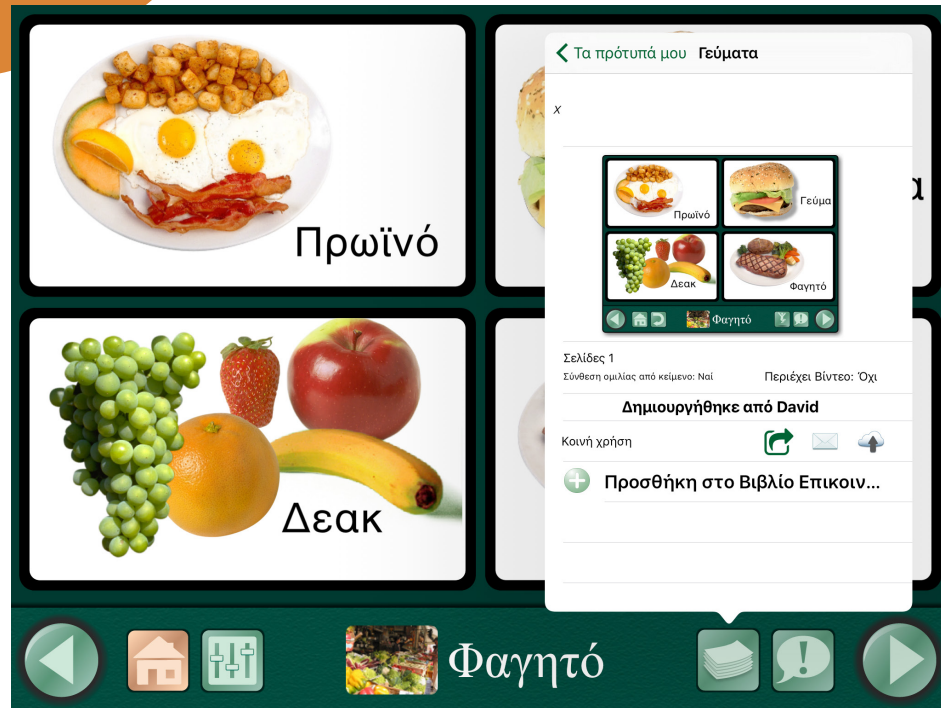 Πρωϊνό
α
Δεακ
Φαγητό
Τα πρότυπά μου Γεύματα
x
Πρωϊνό
Γεύμα
Δεακ
Φαγητό
Φαγητό
Σελίδες 1
Σύνθεση ομιλίας από κείμενο: Ναί Περιέχει Βίντεο: Όχι
Δημιουργήθηκε από David
Κοινή χρήση
Προσθήκη στο Βιβλίο Επικοιν...